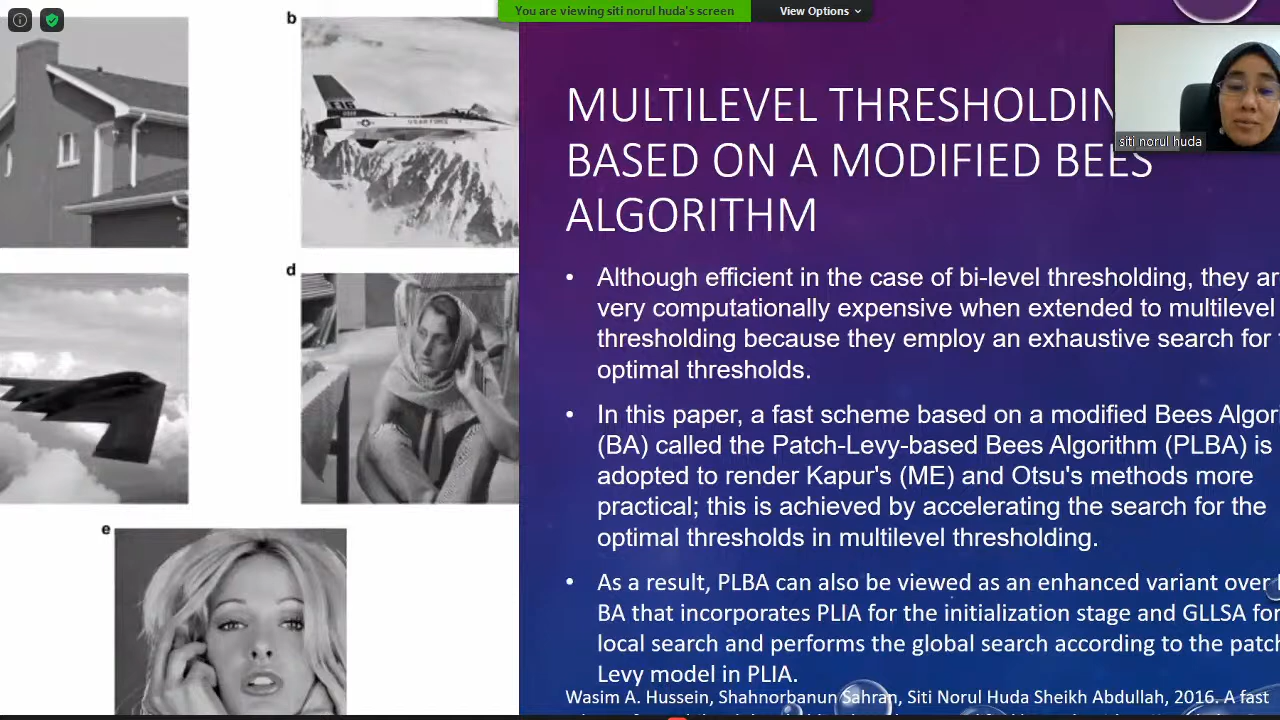 You are viewing siti norul huda's screen
View Options
b
F16
U.S. AIR FORCE
d
e
siti norul huda
MULTILEVEL THRESHOLDIN
BASED ON A MODIFIED BEES
ALGORITHM
• Although efficient in the case of bi-level thresholding, they ar
very computationally expensive when extended to multilevel
thresholding because they employ an exhaustive search for
optimal thresholds.
• In this paper, a fast scheme based on a modified Bees Algor
(BA) called the Patch-Levy-based Bees Algorithm (PLBA) is
adopted to render Kapur's (ME) and Otsu's methods more
practical; this is achieved by accelerating the search for the
optimal thresholds in multilevel thresholding.
• As a result, PLBA can also be viewed as an enhanced variant over
BA that incorporates PLIA for the initialization stage and GLLSA for
local search and performs the global search according to the patch
Levy model in PLIA.
Wasim A. Hussein, Shahnorbanun Sahran, Siti Norul Huda Sheikh Abdullah, 2016. A fast